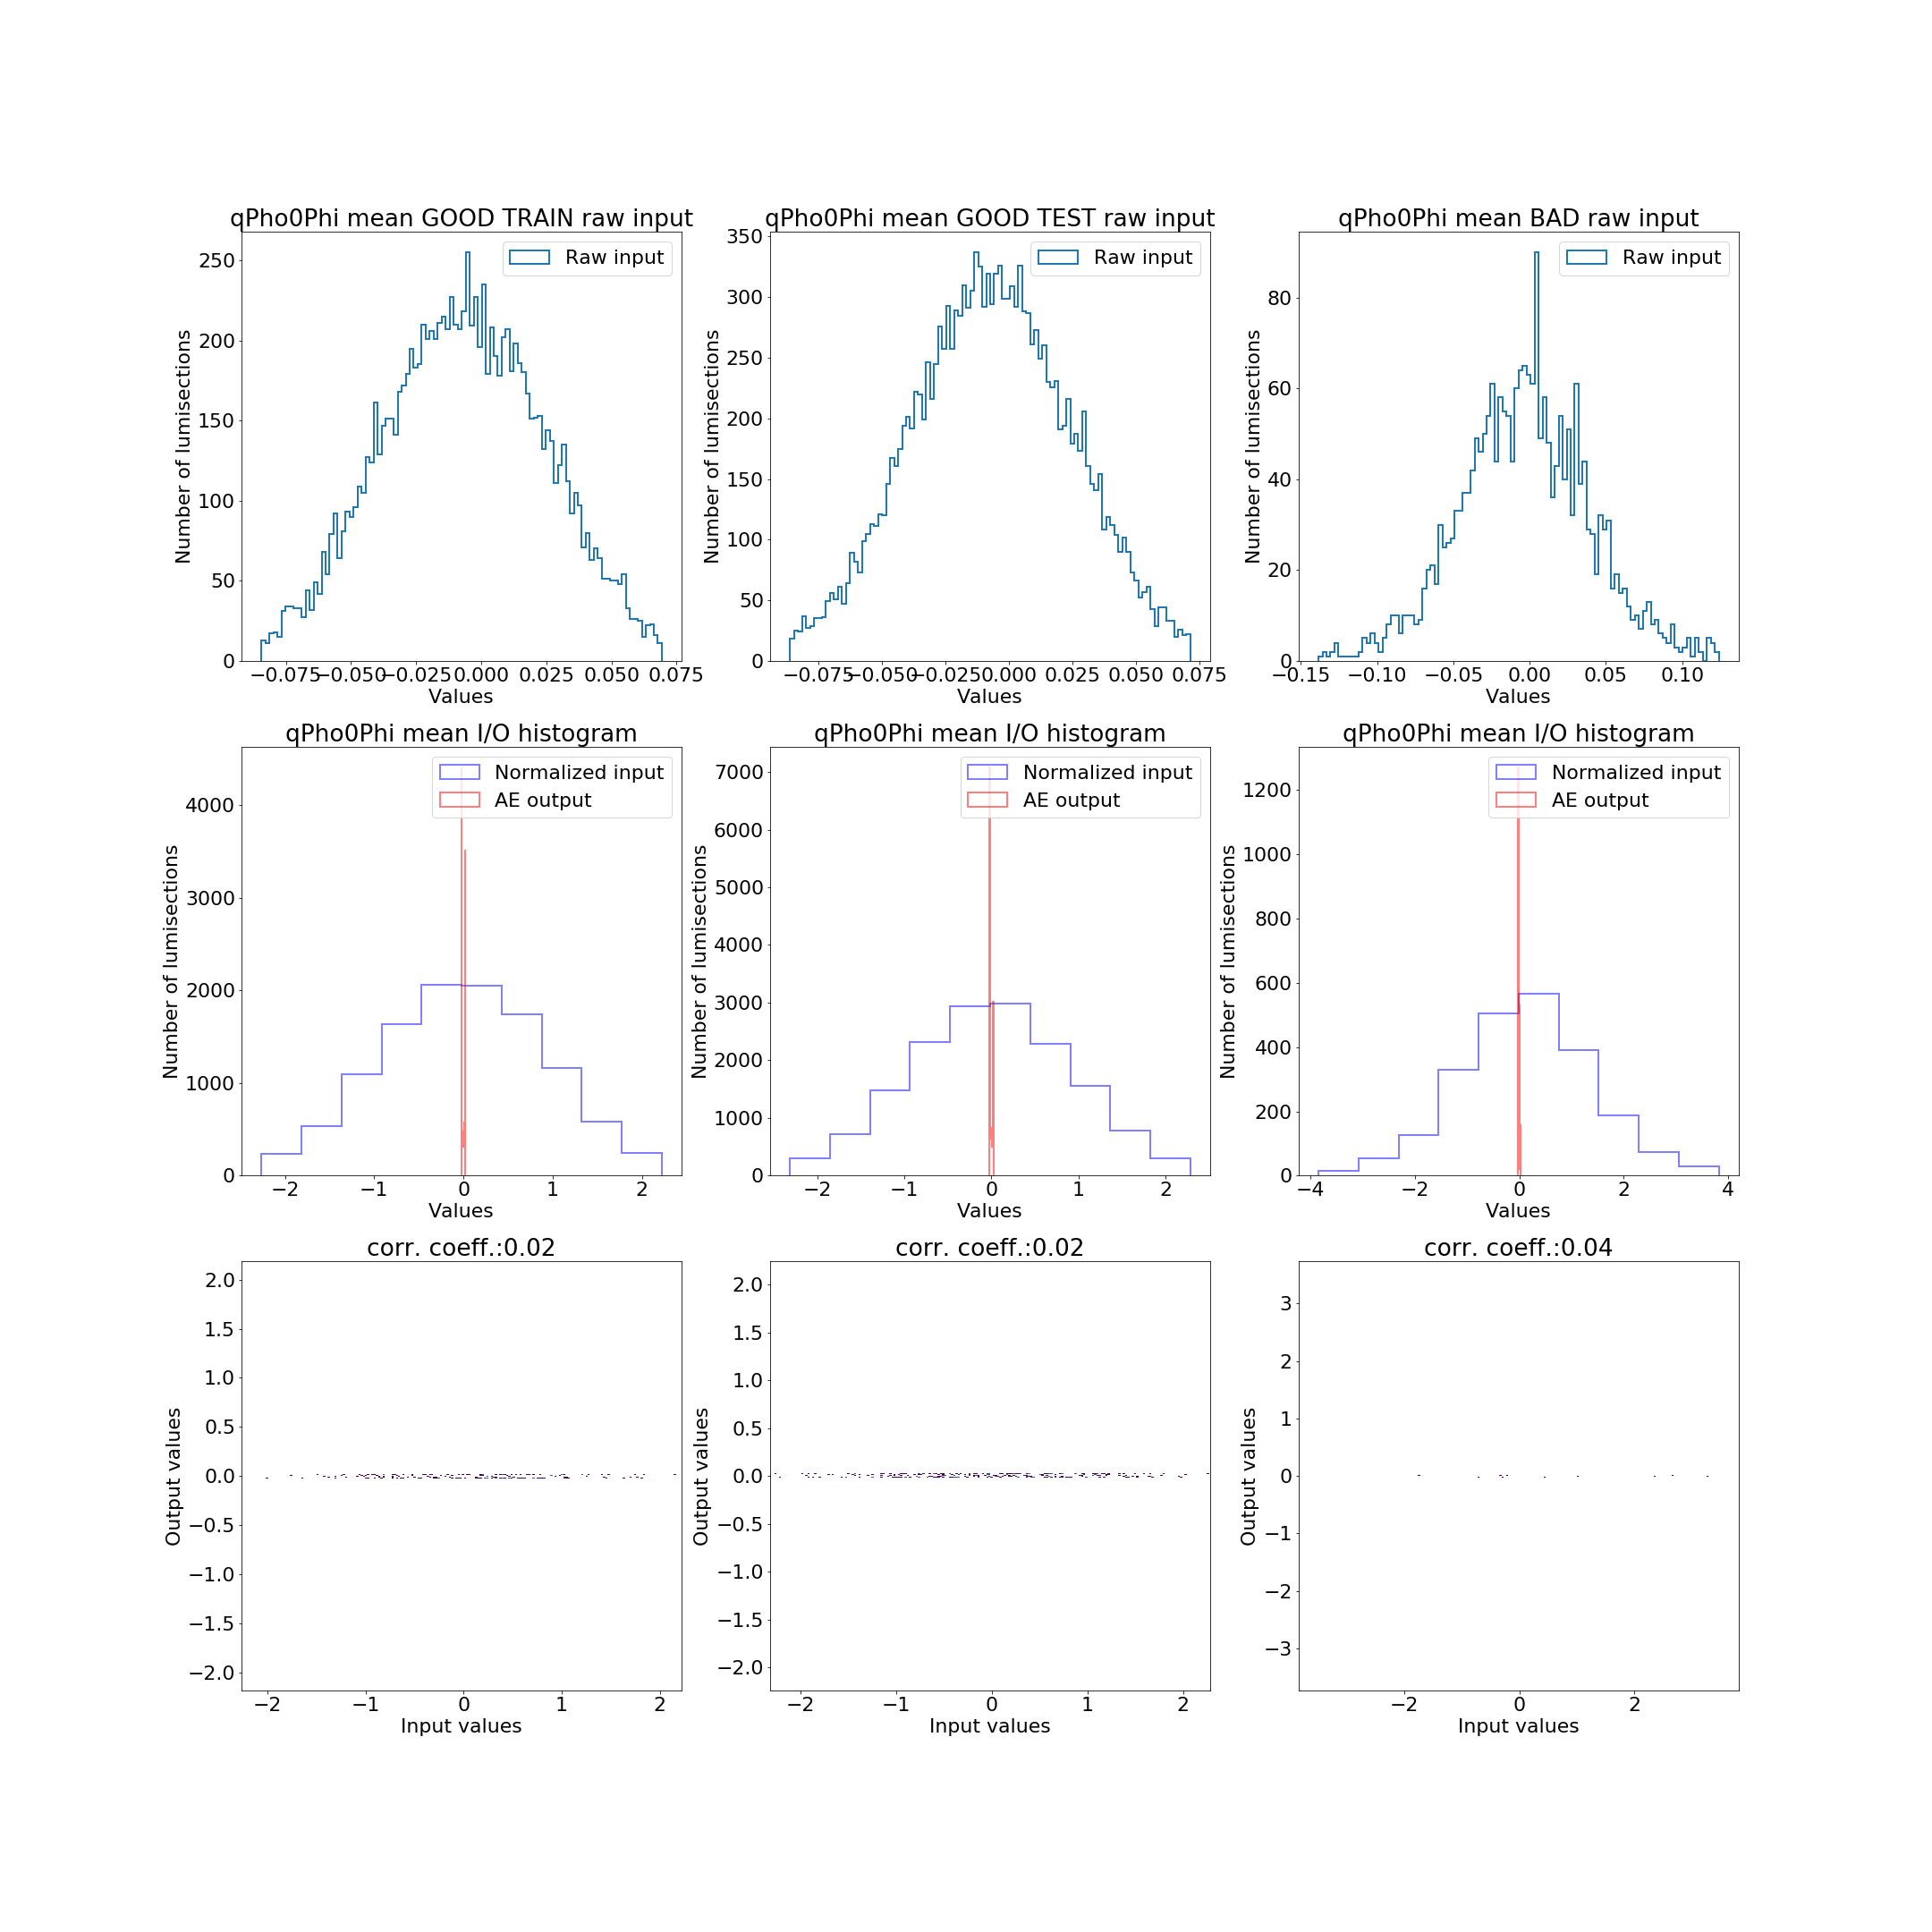 qPho0Phi mean GOOD TRAIN raw input
Number of lumisections
250
200
150
100
50
0
Raw input
−0.075 −0.050 −0.025 0.000 0.025 0.050 0.075
Values
qPho0Phi mean GOOD TEST raw input
Number of lumisections
350
300
250
200
150
100
50
0
Raw input
−0.075 −0.050 −0.025 0.000 0.025 0.050 0.075
Values
qPho0Phi mean BAD raw input
Number of lumisections
80
60
40
20
0
Raw input
−0.15 −0.10 −0.05 0.00 0.05 0.10
Values
qPho0Phi mean I/O histogram
Number of lumisections
4000
3000
2000
1000
0
Normalized input
AE output
−2 −1 0 1 2
Values
qPho0Phi mean I/O histogram
Number of lumisections
7000
6000
5000
4000
3000
2000
1000
0
Normalized input
AE output
−2 −1 0 1 2
Values
qPho0Phi mean I/O histogram
Number of lumisections
1200
1000
800
600
400
200
0
Normalized input
AE output
−4 −2 0 2 4
Values
corr. coeff.:0.02
Output values
2.0
1.5
1.0
0.5
0.0
−0.5
−1.0
−1.5
−2.0
−2 −1 0 1 2
Input values
corr. coeff.:0.02
Output values
2.0
1.5
1.0
0.5
0.0
−0.5
−1.0
−1.5
−2.0
−2 −1 0 1 2
Input values
corr. coeff.:0.04
Output values
3
2
1
0
−1
−2
−3
−2 0 2
Input values